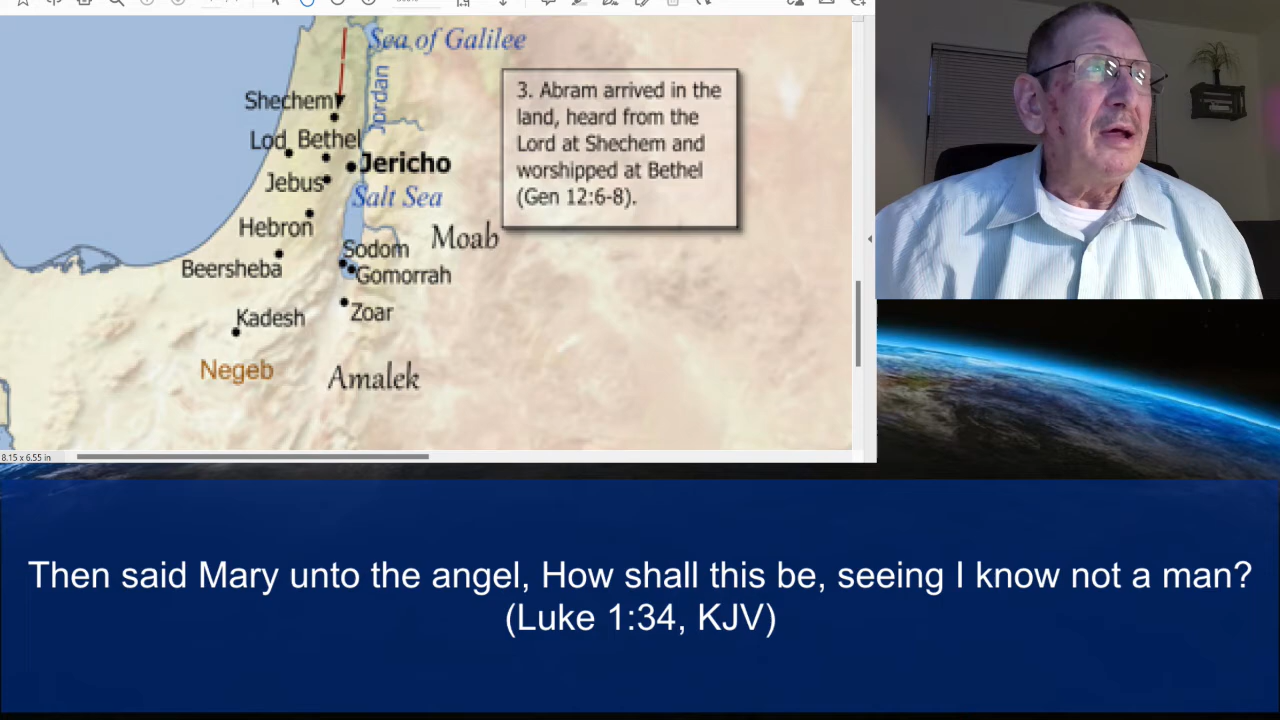 Sea of Galilee
Jordan
Shechem
Lod Bethel
Jericho
Jebus
Salt Sea
Hebron
Moab
Sodom
Beersheba
Gomorrah
Zoar
Kadesh
Negeb
Amalek
3. Abram arrived in the
land, heard from the
Lord at Shechem and
worshipped at Bethel
(Gen 12:6-8).
8.15 x 6.55 in
Then said Mary unto the angel, How shall this be, seeing I know not a man?
(Luke 1:34, KJV)